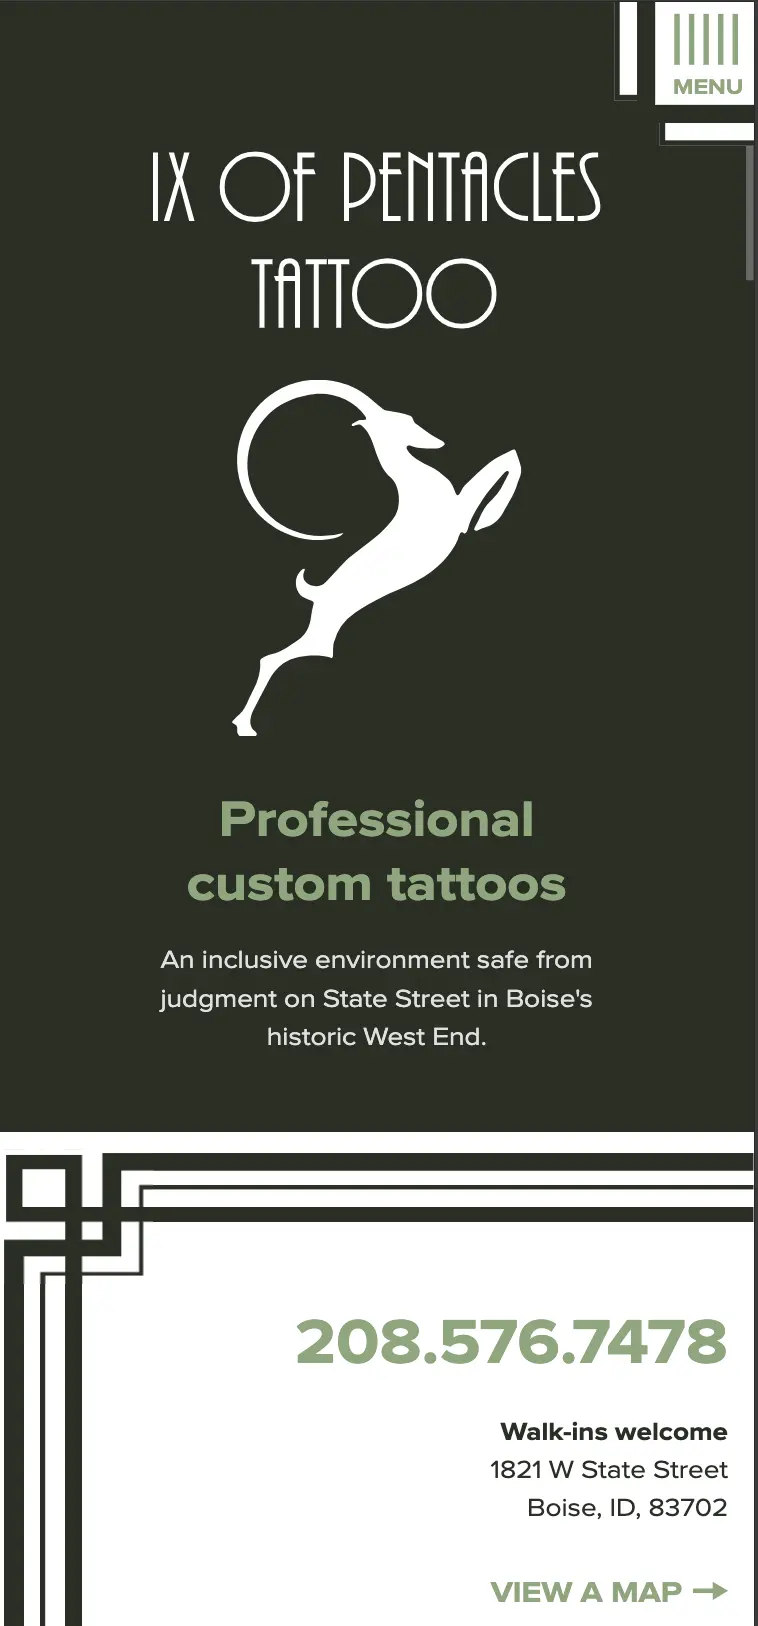 MENU
IX OF PENTACLES
TATTOO
Professional
custom tattoos
An inclusive environment safe from
judgment on State Street in Boise's
historic West End.
208.576.7478
Walk-ins welcome
1821 W State Street
Boise, ID, 83702
VIEW A MAP →